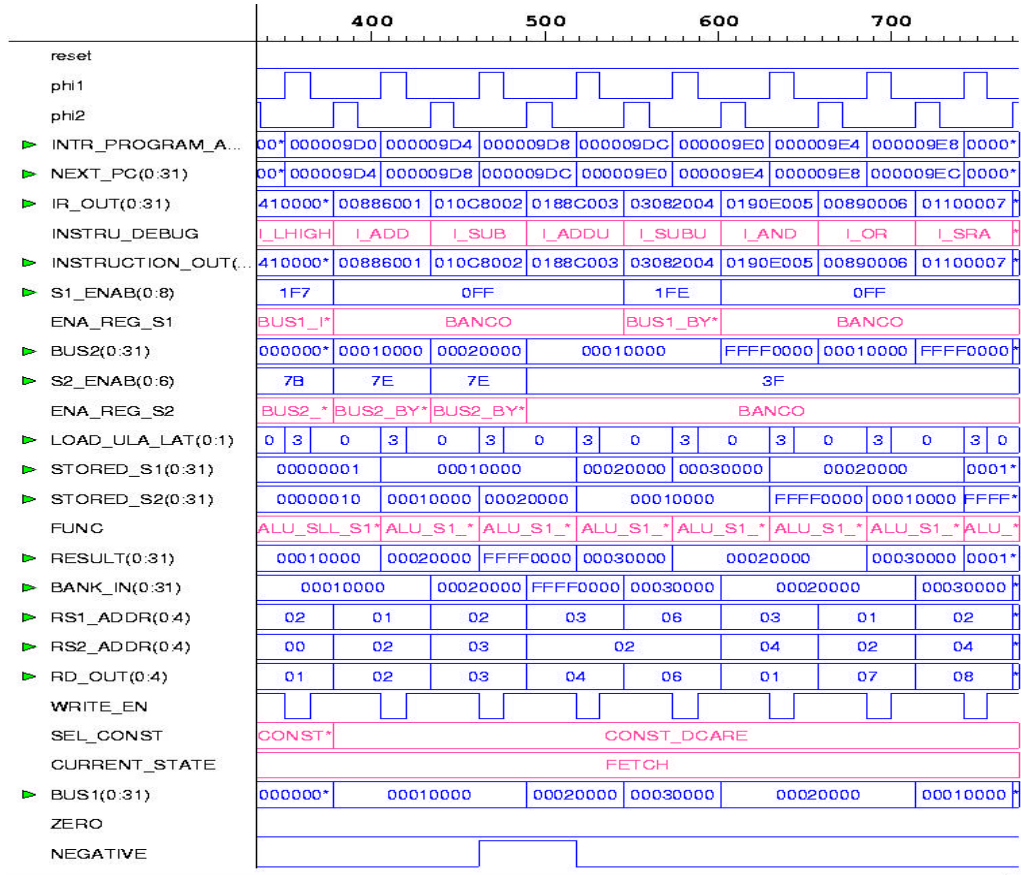 400 500 600 700
reset
phi1
phi2
INTR_PROGRAM_A... 00* 000009D0 000009D4 000009D8 000009DC 000009E0 000009E4 000009E8 0000*
NEXT_PC(0:31) 00* 000009D4 000009D8 000009DC 000009E0 000009E4 000009E8 000009EC 0000*
IR_OUT(0:31) 410000* 00886001 010C8002 0188C003 03082004 0190E005 00890006 01100007 *
INSTRU_DEBUG I_LHIGH I_ADD I_SUB I_ADDU I_SUBU I_AND I_OR I_SRA *
INSTRUCTION_OUT(... 410000* 00886001 010C8002 0188C003 03082004 0190E005 00890006 01100007 *
S1_ENAB(0:8) 1F7 0FF 1FE 0FF
ENA_REG_S1 BUS1_I* BANCO BUS1_BY* BANCO
BUS2(0:31) 000000* 00010000 00020000 00010000 FFFF0000 00010000 FFFF0000 *
S2_ENAB(0:6) 7B 7E 7E 3F
ENA_REG_S2 BUS2_* BUS2_BY* BUS2_BY* BANCO
LOAD_ULA_LAT(0:1) 0 3 0 3 0 3 0 3 0 3 0 3 0 3 0 3 0
STORED_S1(0:31) 00000001 00010000 00020000 00030000 00020000 0001*
STORED_S2(0:31) 00000010 00010000 00020000 00010000 FFFF0000 00010000 FFFF*
FUNC ALU_SLL_S1* ALU_S1_* ALU_S1_* ALU_S1_* ALU_S1_* ALU_S1_* ALU_S1_* ALU_*
RESULT(0:31) 00010000 00020000 FFFF0000 00030000 00020000 00030000 0001*
BANK_IN(0:31) 00010000 00020000 FFFF0000 00030000 00020000 00030000 *
RS1_ADDR(0:4) 02 01 02 03 06 03 01 02 *
RS2_ADDR(0:4) 00 02 03 02 04 02 04 *
RD_OUT(0:4) 01 02 03 04 06 01 07 08 *
WRITE_EN
SEL_CONST CONST* CONST_DCARE
CURRENT_STATE FETCH
BUS1(0:31) 000000* 00010000 00020000 00030000 00020000 00010000 *
ZERO
NEGATIVE